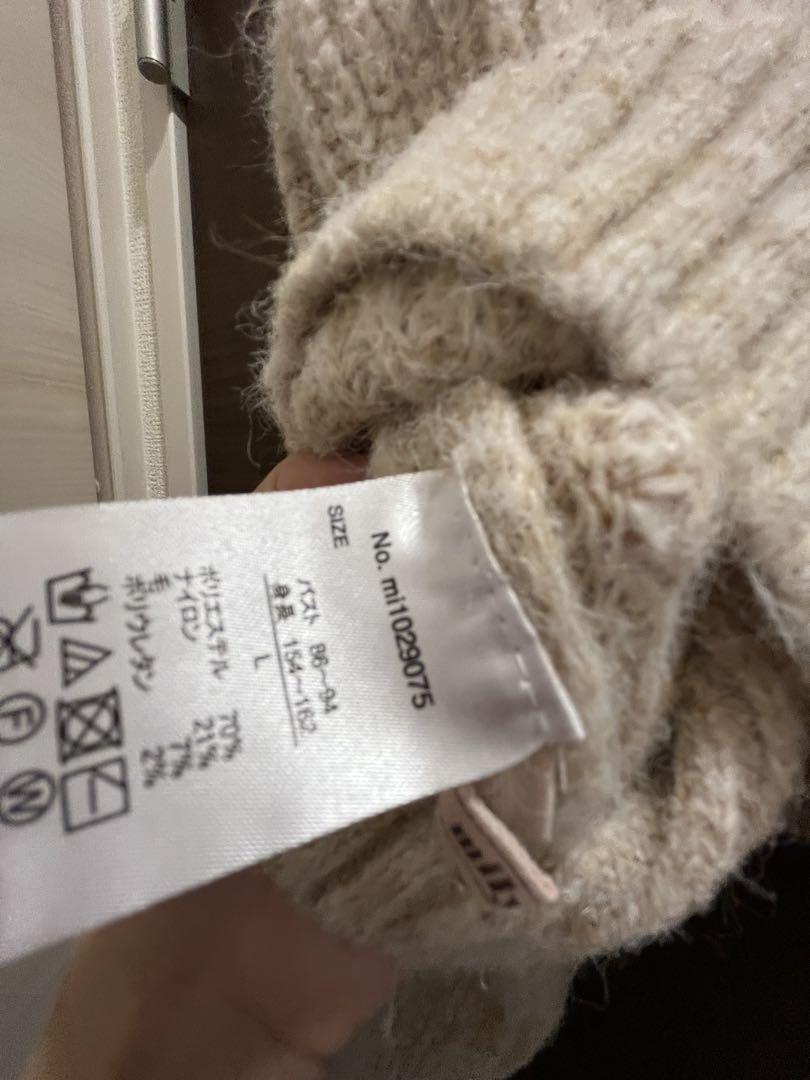 No. mi1029075
SIZE
バスト 86〜94
身長 154〜162
L
ポリエステル 70%
ナイロン 21%
毛 7%
ポリウレタン 2%
F
W